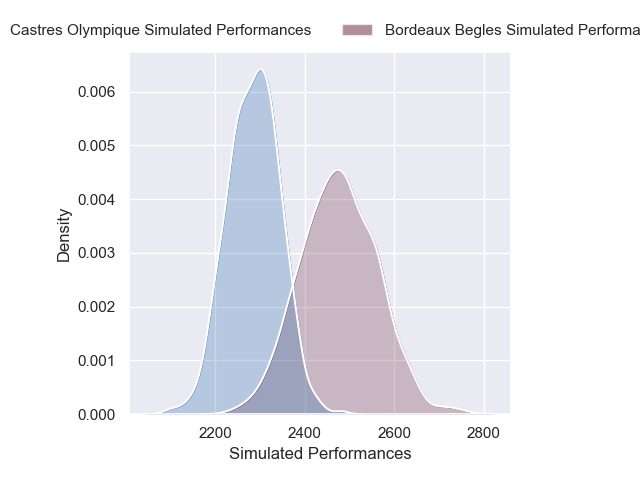 Castres Olympique Simulated Performances Bordeaux Begles Simulated Performa
0.006
0.005
0.004
0.003
0.002
0.001
0.000
Density
2200 2400 2600 2800
Simulated Performances